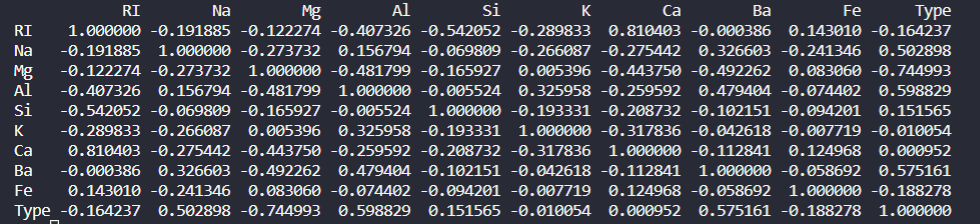 RI Na Mg Al Si K Ca Ba Fe Type
RI 1.000000 -0.191885 -0.122274 -0.407326 -0.542052 -0.289833 0.810403 -0.000386 0.143010 -0.164237
Na -0.191885 1.000000 -0.273732 0.156794 -0.069809 -0.266087 -0.275442 0.326603 -0.241346 0.502898
Mg -0.122274 -0.273732 1.000000 -0.481799 -0.165927 0.005396 -0.443750 -0.492262 0.083060 -0.744993
Al -0.407326 0.156794 -0.481799 1.000000 -0.005524 0.325958 -0.259592 0.479404 -0.074402 0.598829
Si -0.542052 -0.069809 -0.165927 -0.005524 1.000000 -0.193331 -0.208732 -0.102151 -0.094201 0.151565
K -0.289833 -0.266087 0.005396 0.325958 -0.193331 1.000000 -0.317836 -0.042618 -0.007719 -0.010054
Ca 0.810403 -0.275442 -0.443750 -0.259592 -0.208732 -0.317836 1.000000 -0.112841 0.124968 0.000952
Ba -0.000386 0.326603 -0.492262 0.479404 -0.102151 -0.042618 -0.112841 1.000000 -0.058692 0.575161
Fe 0.143010 -0.241346 0.083060 -0.074402 -0.094201 -0.007719 0.124968 -0.058692 1.000000 -0.188278
Type -0.164237 0.502898 -0.744993 0.598829 0.151565 -0.010054 0.000952 0.575161 -0.188278 1.000000